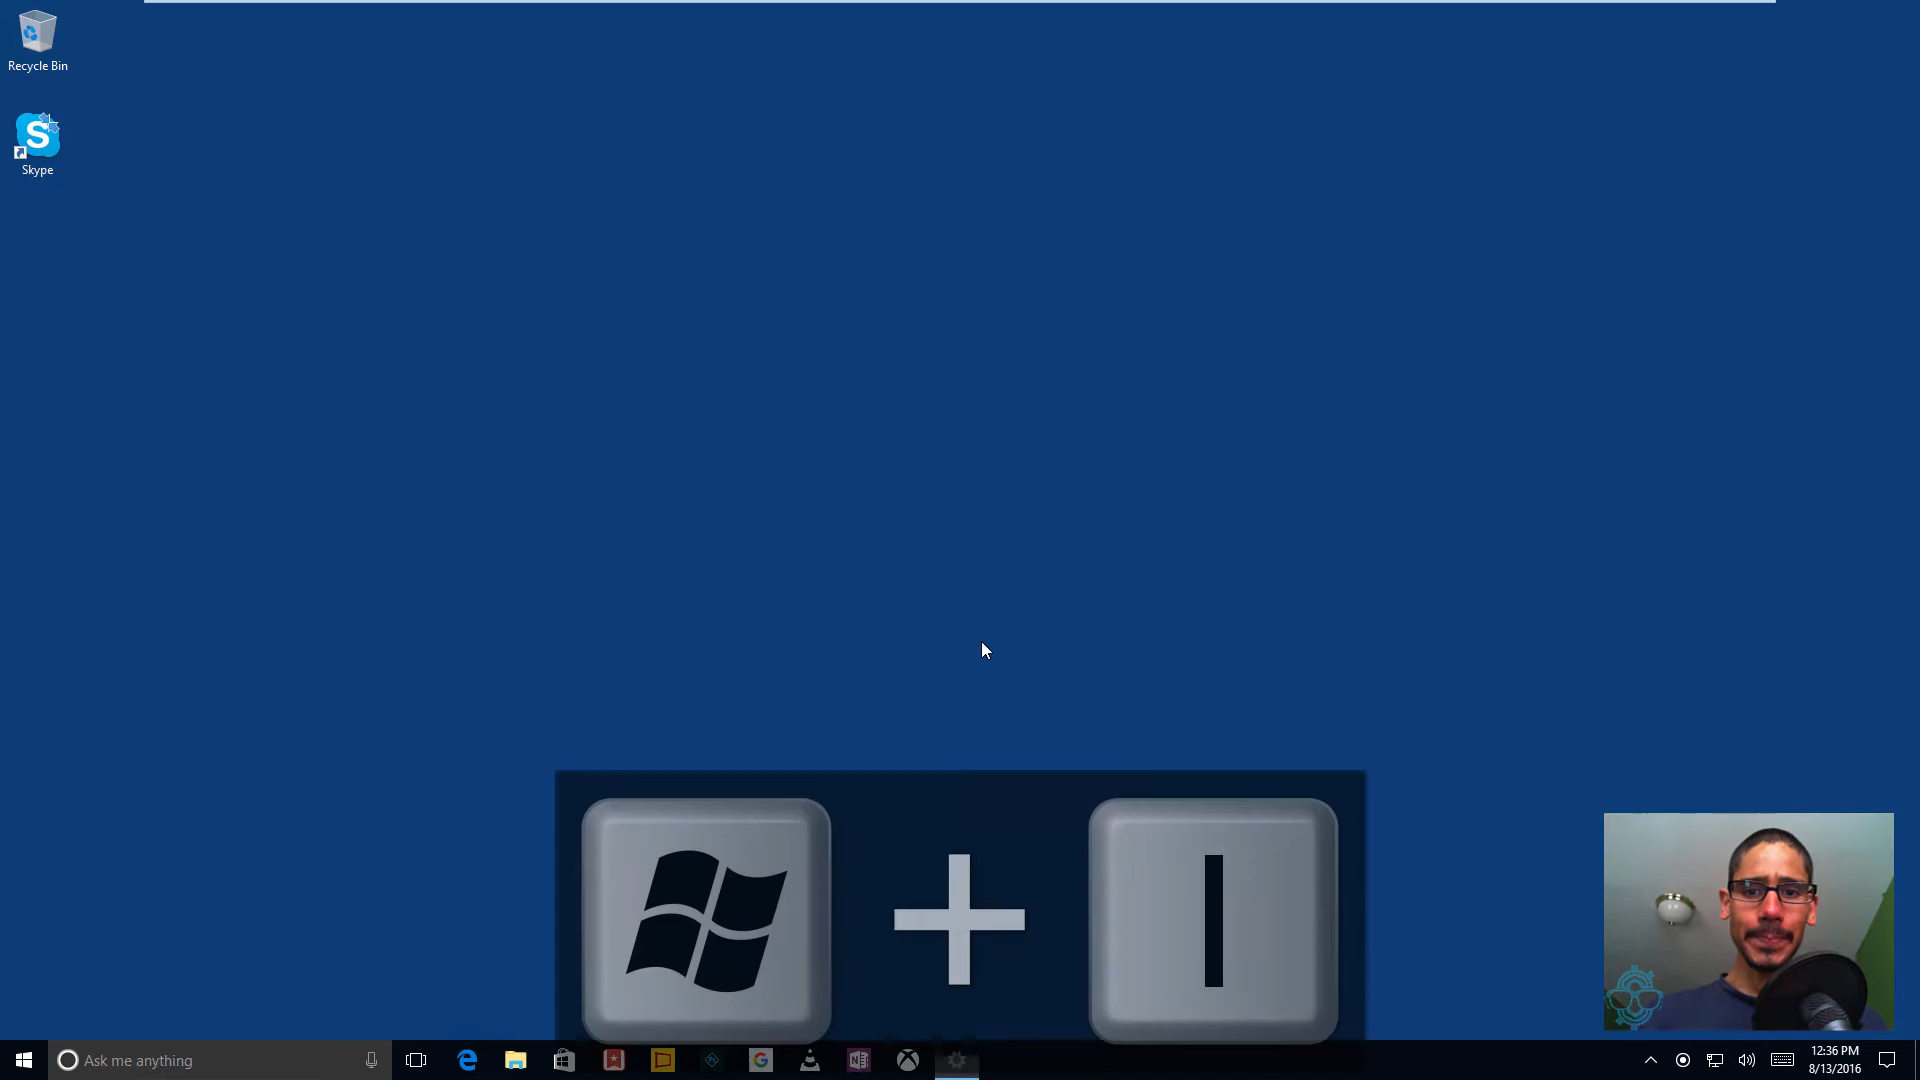 Recycle Bin
S
Skype
I
Ask me anything
G
N
12:36 PM
8/13/2016